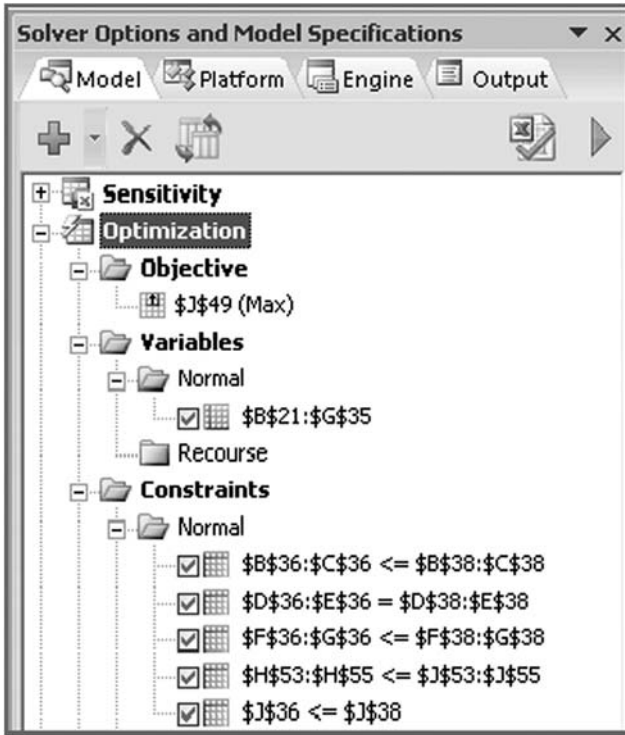 Solver Options and Model Specifications
Model Platform Engine Output
Sensitivity
Optimization
Objective
$J$49 (Max)
Variables
Normal
$B$21:$G$35
Recourse
Constraints
Normal
$B$36:$C$36 <= $B$38:$C$38
$D$36:$E$36 = $D$38:$E$38
$F$36:$G$36 <= $F$38:$G$38
$H$53:$H$55 <= $J$53:$J$55
$J$36 <= $J$38